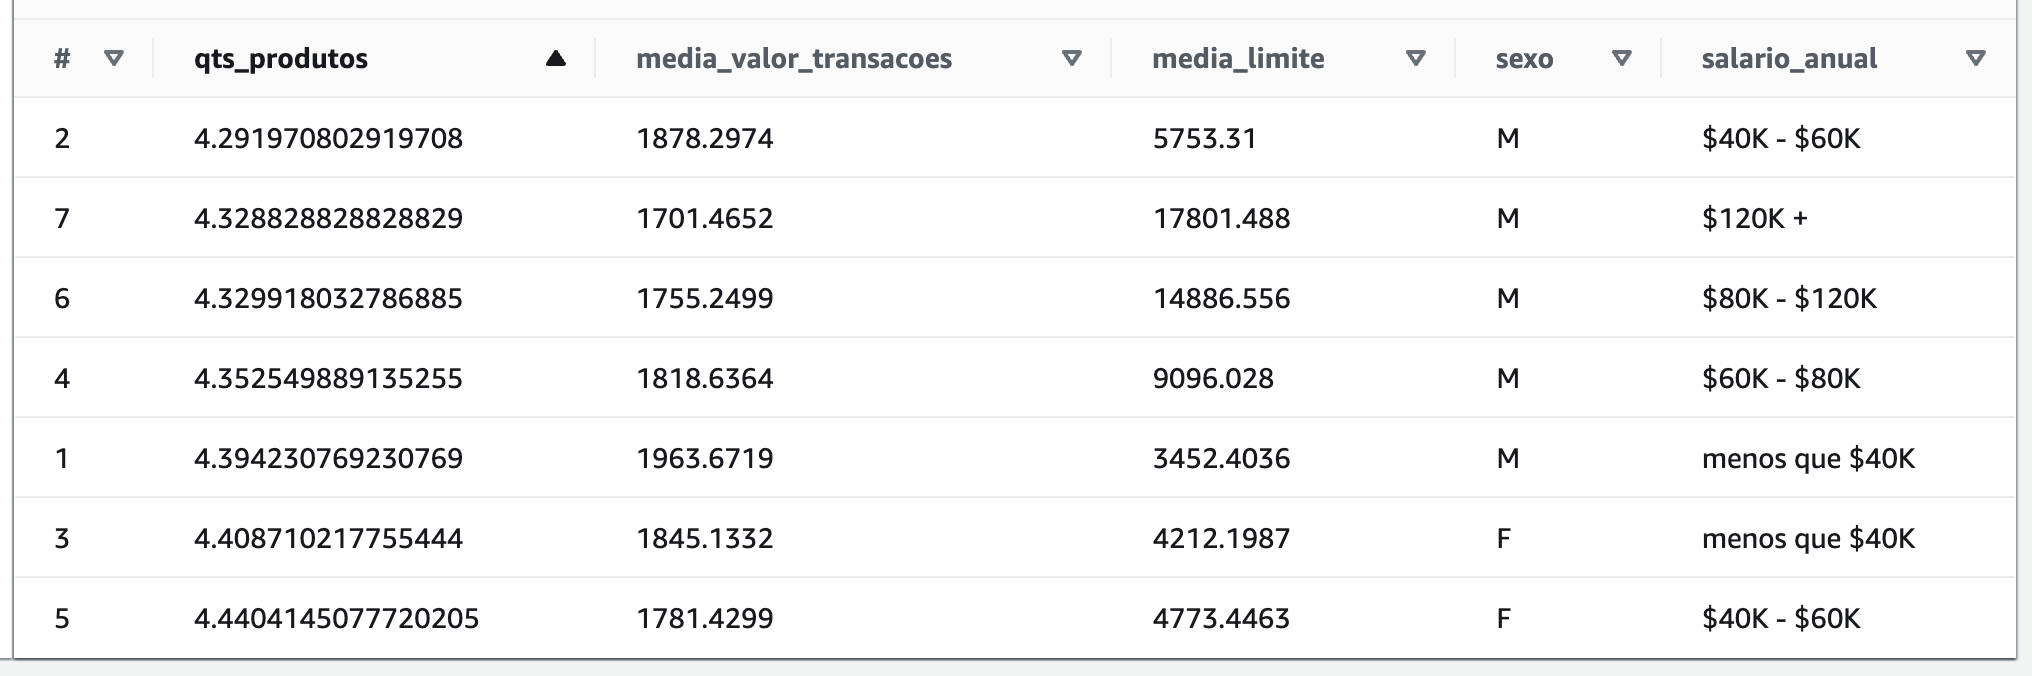 # qts_produtos media_valor_transacoes media_limite sexo salario_anual
2 4.291970802919708 1878.2974 5753.31 M $40K - $60K
7 4.328828828828829 1701.4652 17801.488 M $120K +
6 4.329918032786885 1755.2499 14886.556 M $80K - $120K
4 4.352549889135255 1818.6364 9096.028 M $60K - $80K
1 4.394230769230769 1963.6719 3452.4036 M menos que $40K
3 4.408710217755444 1845.1332 4212.1987 F menos que $40K
5 4.4404145077720205 1781.4299 4773.4463 F $40K - $60K